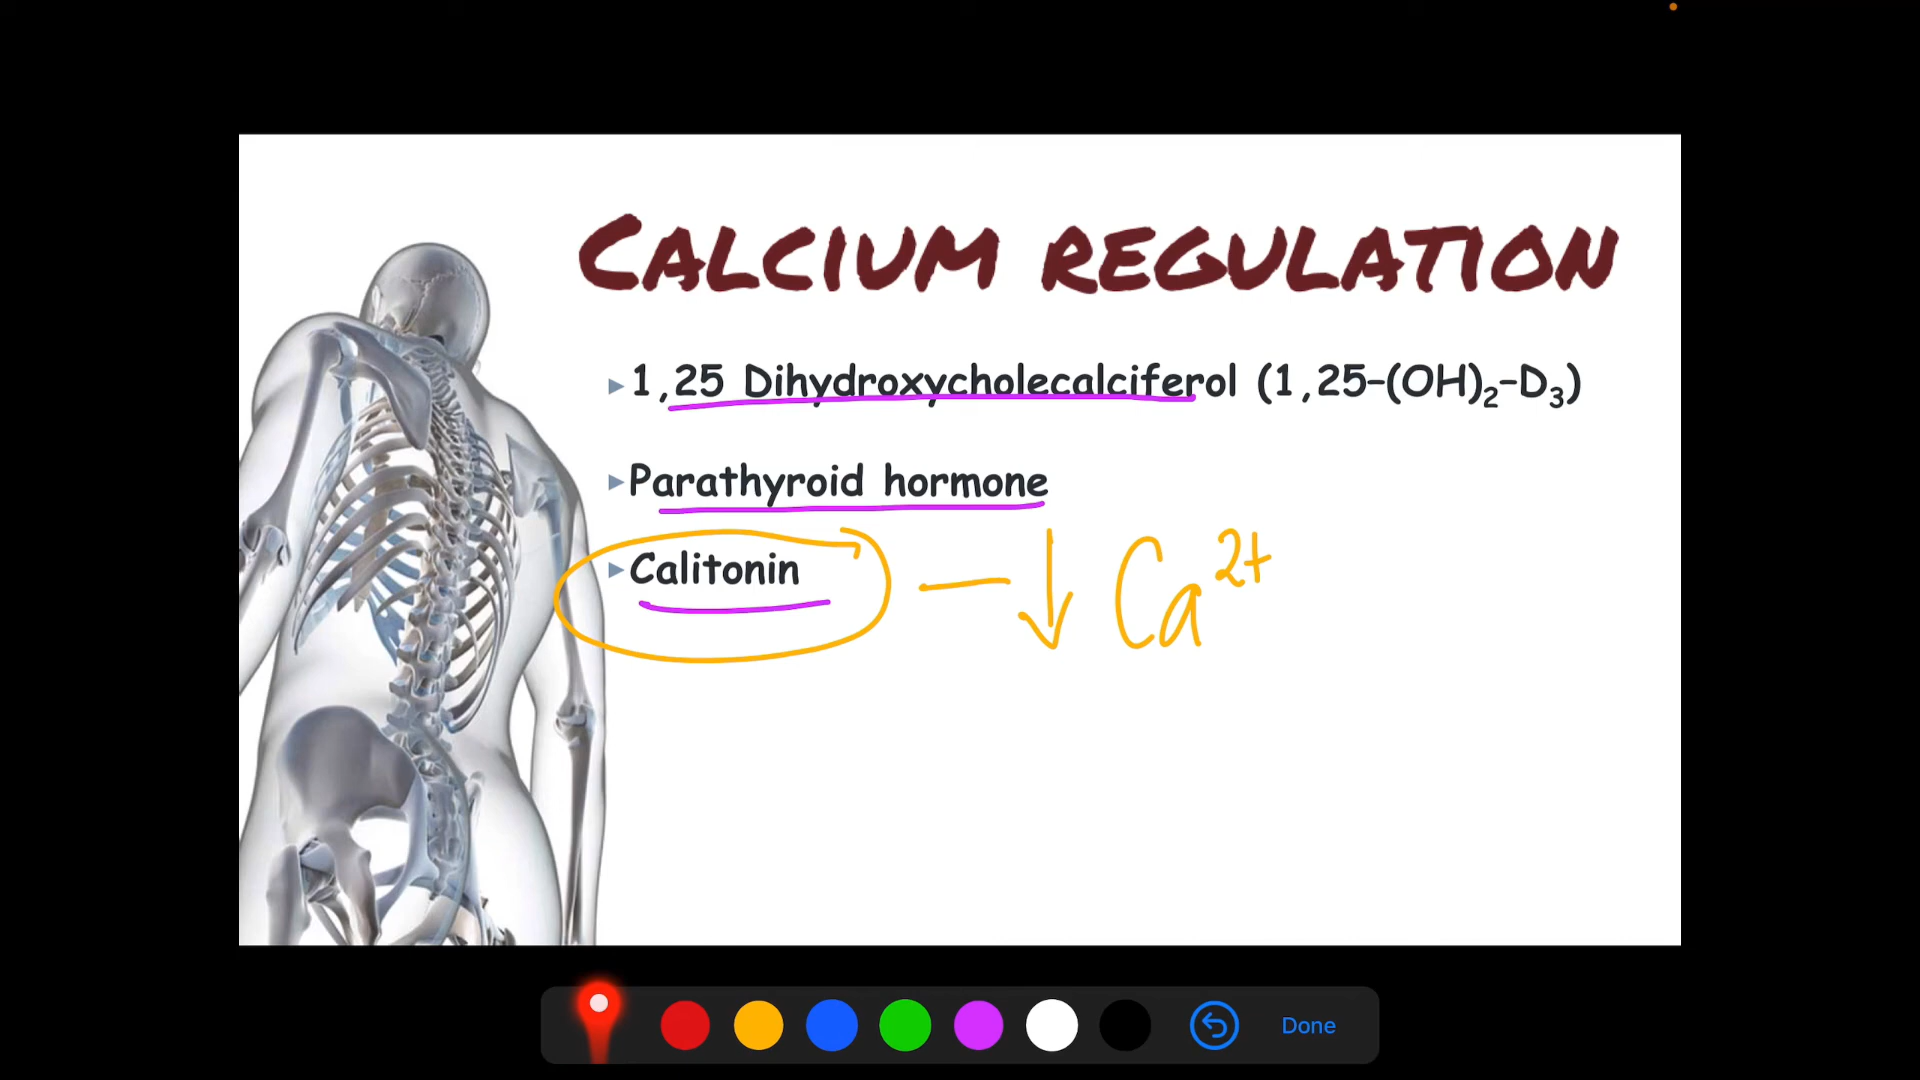 CALCIUM REGULATION
▸1,25 Dihydroxycholecalciferol (1,25-(OH)₂-D₃)
▸Parathyroid hormone
▸Calitonin — ↓ Ca²⁺
Done